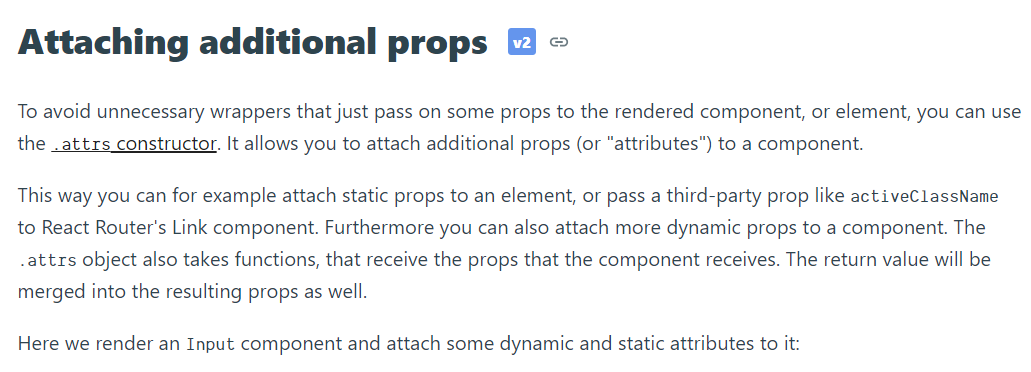 Attaching additional props v2
To avoid unnecessary wrappers that just pass on some props to the rendered component, or element, you can use
the .attrs constructor. It allows you to attach additional props (or "attributes") to a component.
This way you can for example attach static props to an element, or pass a third-party prop like activeClassName
to React Router's Link component. Furthermore you can also attach more dynamic props to a component. The
.attrs object also takes functions, that receive the props that the component receives. The return value will be
merged into the resulting props as well.
Here we render an Input component and attach some dynamic and static attributes to it: